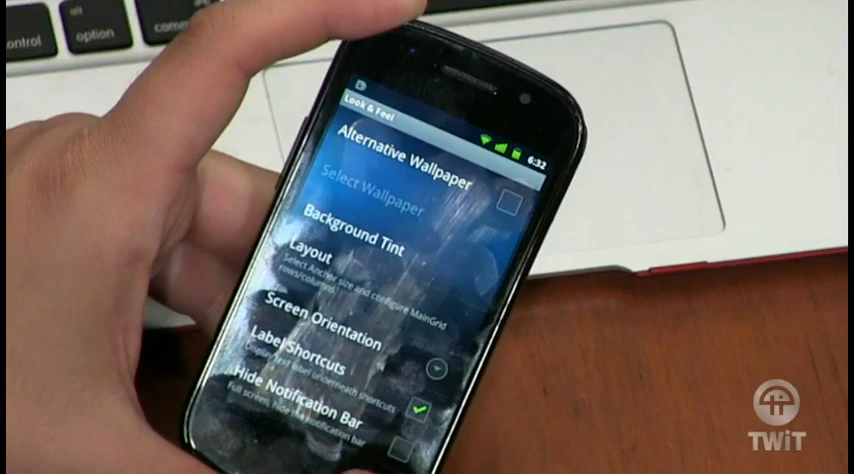 alt
control
option
Look & Feel
6:32
Alternative Wallpaper
Select Wallpaper
Background Tint
Layout
Select Anchor size and configure MainGrid
rows/columns
Screen Orientation
Label Shortcuts
Display text label underneath shortcuts
Hide Notification Bar
Full screen, hide the notification bar
TWiT